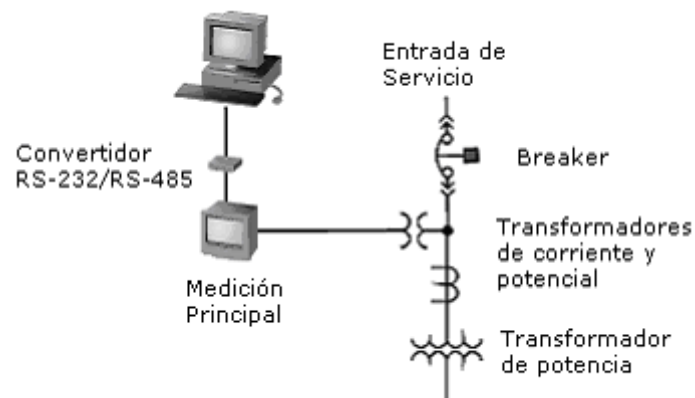 Entrada de
Servicio
Convertidor
RS-232/RS-485
Breaker
Transformadores
de corriente y
potencial
Medición
Principal
Transformador
de potencia